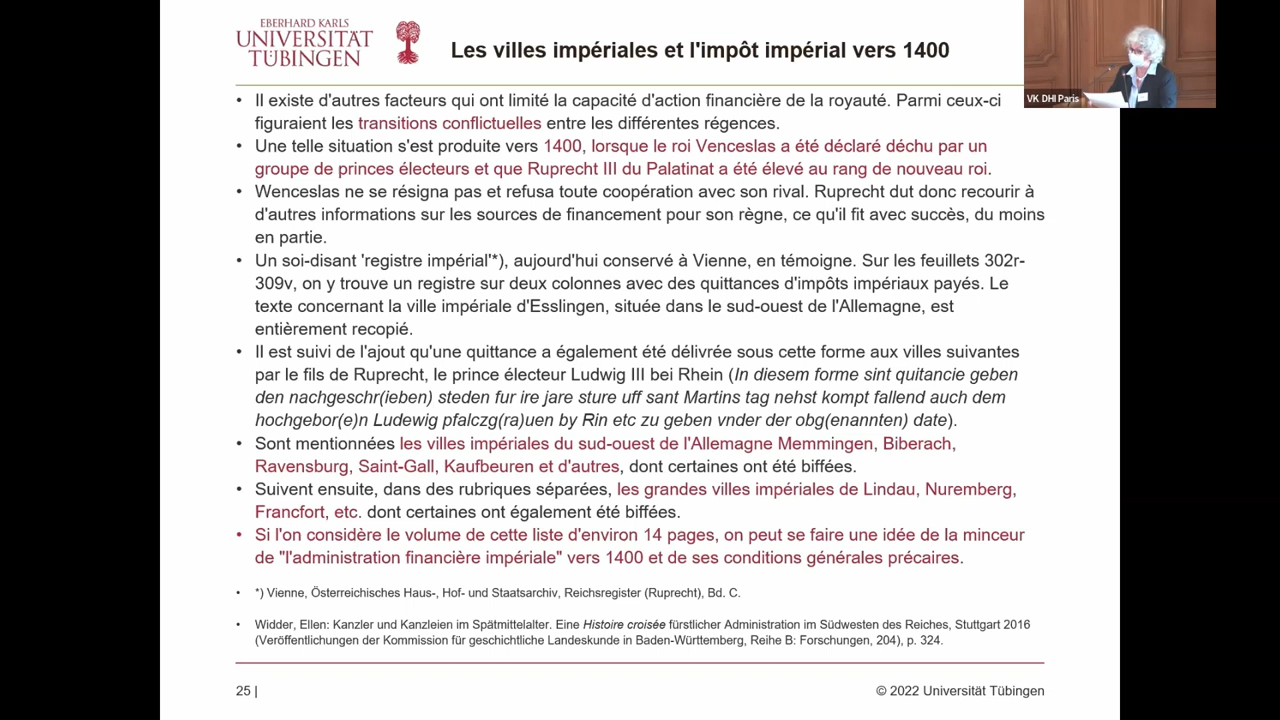 EBERHARD KARLS
UNIVERSITÄT
TÜBINGEN
Les villes impériales et l'impôt impérial vers 1400
VK DHI Paris
• Il existe d'autres facteurs qui ont limité la capacité d'action financière de la royauté. Parmi ceux-ci
figuraient les transitions conflictuelles entre les différentes régences.
• Une telle situation s'est produite vers 1400, lorsque le roi Venceslas a été déclaré déchu par un
groupe de princes électeurs et que Ruprecht III du Palatinat a été élevé au rang de nouveau roi.
• Wenceslas ne se résigna pas et refusa toute coopération avec son rival. Ruprecht dut donc recourir à
d'autres informations sur les sources de financement pour son règne, ce qu'il fit avec succès, du moins
en partie.
• Un soi-disant 'registre impérial'*), aujourd'hui conservé à Vienne, en témoigne. Sur les feuillets 302r-
309v, on y trouve un registre sur deux colonnes avec des quittances d'impôts impériaux payés. Le
texte concernant la ville impériale d'Esslingen, située dans le sud-ouest de l'Allemagne, est
entièrement recopié.
• Il est suivi de l'ajout qu'une quittance a également été délivrée sous cette forme aux villes suivantes
par le fils de Ruprecht, le prince électeur Ludwig III bei Rhein (In diesem forme sint quitancie geben
den nachgeschr(ieben) steden fur ire jare sture uff sant Martins tag nehst kompt fallend auch dem
hochgebor(e)n Ludewig pfalczg(ra)uen by Rin etc zu geben vnder der obg(enannten) date).
• Sont mentionnées les villes impériales du sud-ouest de l'Allemagne Memmingen, Biberach,
Ravensburg, Saint-Gall, Kaufbeuren et d'autres, dont certaines ont été biffées.
• Suivent ensuite, dans des rubriques séparées, les grandes villes impériales de Lindau, Nuremberg,
Francfort, etc. dont certaines ont également été biffées.
• Si l'on considère le volume de cette liste d'environ 14 pages, on peut se faire une idée de la minceur
de "l'administration financière impériale" vers 1400 et de ses conditions générales précaires.
• *) Vienne, Österreichisches Haus-, Hof- und Staatsarchiv, Reichsregister (Ruprecht), Bd. C.
• Widder, Ellen: Kanzler und Kanzleien im Spätmittelalter. Eine Histoire croisée fürstlicher Administration im Südwesten des Reiches, Stuttgart 2016
(Veröffentlichungen der Kommission für geschichtliche Landeskunde in Baden-Württemberg, Reihe B: Forschungen, 204), p. 324.
25 |
© 2022 Universität Tübingen